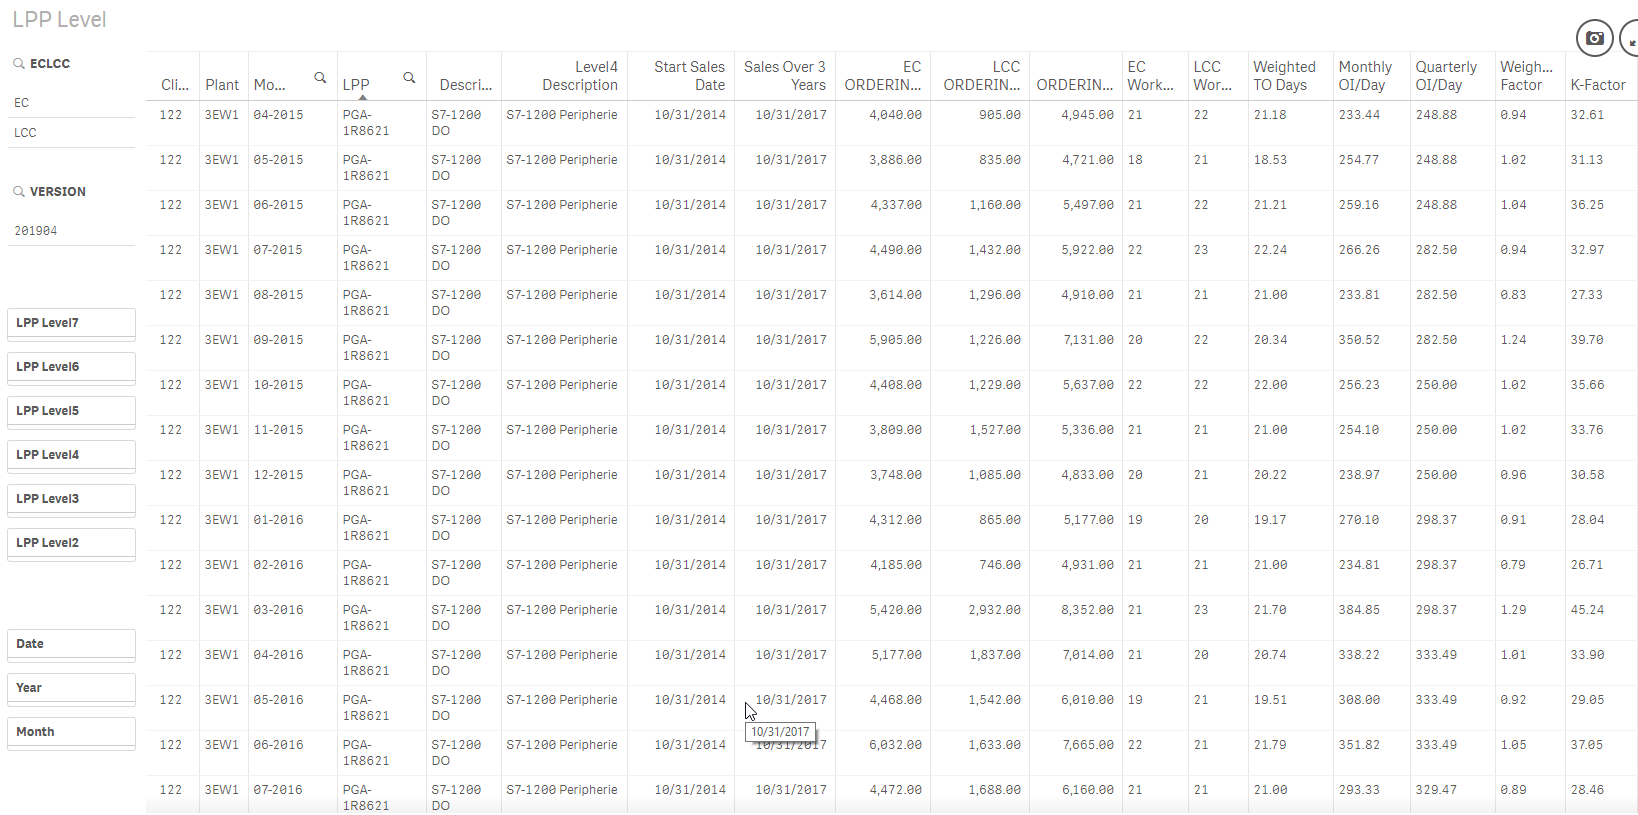 LPP Level
ECLCC
EC
LCC
VERSION
201904
LPP Level7
LPP Level6
LPP Level5
LPP Level4
LPP Level3
LPP Level2
Date
Year
Month
Cli... Plant Mo... LPP Descri... Level4 Description Start Sales Date Sales Over 3 Years EC ORDERIN... LCC ORDERIN... ORDERIN... EC Work... LCC Wor... Weighted TO Days Monthly OI/Day Quarterly OI/Day Weigh... Factor K-Factor
122 3EW1 04-2015 PGA-1R8621 S7-1200 DO S7-1200 Peripherie 10/31/2014 10/31/2017 4,040.00 905.00 4,945.00 21 22 21.18 233.44 248.88 0.94 32.61
122 3EW1 05-2015 PGA-1R8621 S7-1200 DO S7-1200 Peripherie 10/31/2014 10/31/2017 3,886.00 835.00 4,721.00 18 21 18.53 254.77 248.88 1.02 31.13
122 3EW1 06-2015 PGA-1R8621 S7-1200 DO S7-1200 Peripherie 10/31/2014 10/31/2017 4,337.00 1,160.00 5,497.00 21 22 21.21 259.16 248.88 1.04 36.25
122 3EW1 07-2015 PGA-1R8621 S7-1200 DO S7-1200 Peripherie 10/31/2014 10/31/2017 4,490.00 1,432.00 5,922.00 22 23 22.24 266.26 282.50 0.94 32.97
122 3EW1 08-2015 PGA-1R8621 S7-1200 DO S7-1200 Peripherie 10/31/2014 10/31/2017 3,614.00 1,296.00 4,910.00 21 21 21.00 233.81 282.50 0.83 27.33
122 3EW1 09-2015 PGA-1R8621 S7-1200 DO S7-1200 Peripherie 10/31/2014 10/31/2017 5,905.00 1,226.00 7,131.00 20 22 20.34 350.52 282.50 1.24 39.70
122 3EW1 10-2015 PGA-1R8621 S7-1200 DO S7-1200 Peripherie 10/31/2014 10/31/2017 4,408.00 1,229.00 5,637.00 22 22 22.00 256.23 250.00 1.02 35.66
122 3EW1 11-2015 PGA-1R8621 S7-1200 DO S7-1200 Peripherie 10/31/2014 10/31/2017 3,809.00 1,527.00 5,336.00 21 21 21.00 254.10 250.00 1.02 33.76
122 3EW1 12-2015 PGA-1R8621 S7-1200 DO S7-1200 Peripherie 10/31/2014 10/31/2017 3,748.00 1,085.00 4,833.00 20 21 20.22 238.97 250.00 0.96 30.58
122 3EW1 01-2016 PGA-1R8621 S7-1200 DO S7-1200 Peripherie 10/31/2014 10/31/2017 4,312.00 865.00 5,177.00 19 20 19.17 270.10 298.37 0.91 28.04
122 3EW1 02-2016 PGA-1R8621 S7-1200 DO S7-1200 Peripherie 10/31/2014 10/31/2017 4,185.00 746.00 4,931.00 21 21 21.00 234.81 298.37 0.79 26.71
122 3EW1 03-2016 PGA-1R8621 S7-1200 DO S7-1200 Peripherie 10/31/2014 10/31/2017 5,420.00 2,932.00 8,352.00 21 23 21.70 384.85 298.37 1.29 45.24
122 3EW1 04-2016 PGA-1R8621 S7-1200 DO S7-1200 Peripherie 10/31/2014 10/31/2017 5,177.00 1,837.00 7,014.00 21 20 20.74 338.22 333.49 1.01 33.90
122 3EW1 05-2016 PGA-1R8621 S7-1200 DO S7-1200 Peripherie 10/31/2014 10/31/2017 4,468.00 1,542.00 6,010.00 19 21 19.51 308.00 333.49 0.92 29.05
10/31/2017
122 3EW1 06-2016 PGA-1R8621 S7-1200 DO S7-1200 Peripherie 10/31/2014 10/31/2017 6,032.00 1,633.00 7,665.00 22 21 21.79 351.82 333.49 1.05 37.05
122 3EW1 07-2016 PGA-1R8621 S7-1200 DO S7-1200 Peripherie 10/31/2014 10/31/2017 4,472.00 1,688.00 6,160.00 21 21 21.00 293.33 329.47 0.89 28.46